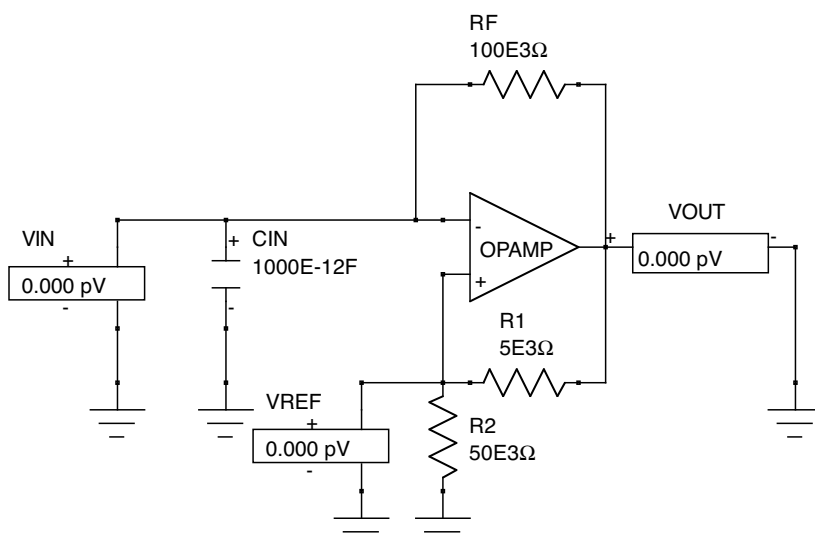 RF
100E3Ω
VIN
+
0.000 pV
-
+
CIN
1000E-12F
-
-
OPAMP
+
+
VOUT
0.000 pV
-
R1
5E3Ω
VREF
+
0.000 pV
-
R2
50E3Ω